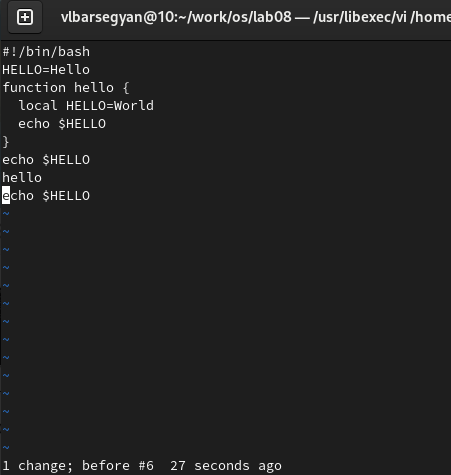 vlbarsegyan@10:~/work/os/lab08 — /usr/libexec/vi /home
#!/bin/bash
HELLO=Hello
function hello {
  local HELLO=World
  echo $HELLO
}
echo $HELLO
hello
echo $HELLO
~
~
~
~
~
~
~
~
~
~
~
~
~
~
1 change; before #6  27 seconds ago